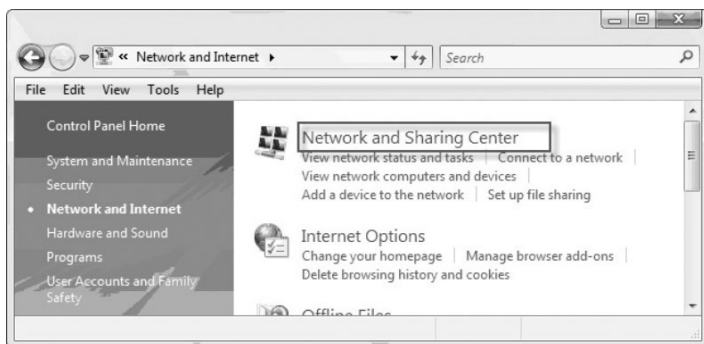 « Network and Internet
Search
File Edit View Tools Help
Control Panel Home
System and Maintenance
Security
• Network and Internet
Hardware and Sound
Programs
User Accounts and Family
Safety
Network and Sharing Center
View network status and tasks | Connect to a network |
View network computers and devices |
Add a device to the network | Set up file sharing
Internet Options
Change your homepage | Manage browser add-ons |
Delete browsing history and cookies
Offline Files